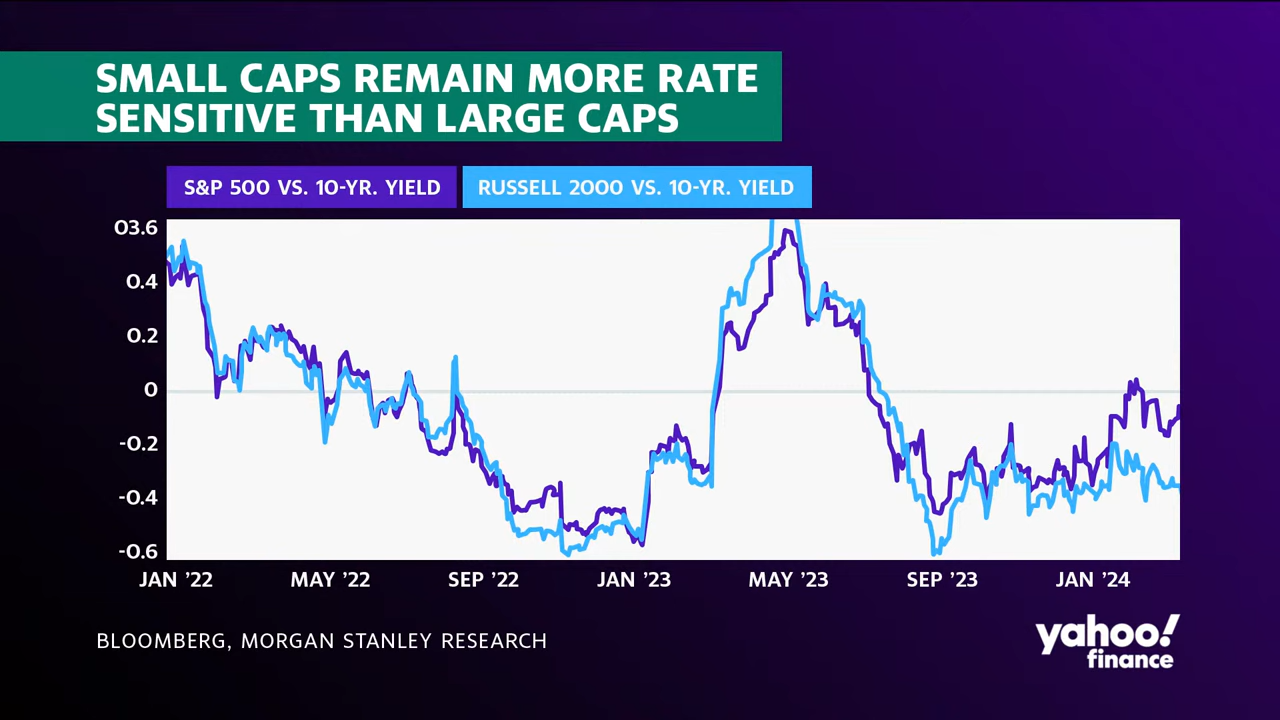 SMALL CAPS REMAIN MORE RATE
SENSITIVE THAN LARGE CAPS
S&P 500 VS. 10-YR. YIELD
RUSSELL 2000 VS. 10-YR. YIELD
03.6
0.4
0.2
0
-0.2
-0.4
-0.6
JAN ’22
MAY ’22
SEP ’22
JAN ’23
MAY ’23
SEP ’23
JAN ’24
BLOOMBERG, MORGAN STANLEY RESEARCH
yahoo!
finance